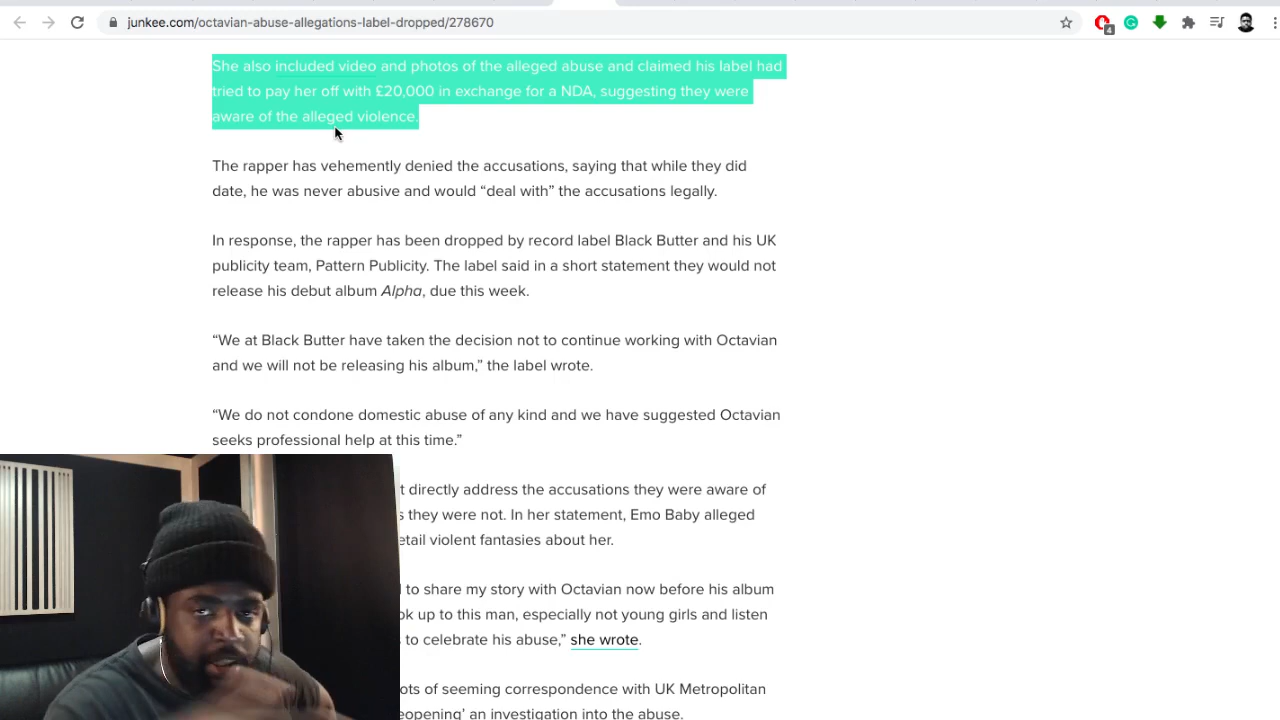 junkee.com/octavian-abuse-allegations-label-dropped/278670
4
She also included video and photos of the alleged abuse and claimed his label had
tried to pay her off with £20,000 in exchange for a NDA, suggesting they were
aware of the alleged violence.
The rapper has vehemently denied the accusations, saying that while they did
date, he was never abusive and would “deal with” the accusations legally.
In response, the rapper has been dropped by record label Black Butter and his UK
publicity team, Pattern Publicity. The label said in a short statement they would not
release his debut album Alpha, due this week.
“We at Black Butter have taken the decision not to continue working with Octavian
and we will not be releasing his album,” the label wrote.
“We do not condone domestic abuse of any kind and we have suggested Octavian
seeks professional help at this time.”
directly address the accusations they were aware of
they were not. In her statement, Emo Baby alleged
violent fantasies about her.
to share my story with Octavian now before his album
up to this man, especially not young girls and listen
to celebrate his abuse,” she wrote.
of seeming correspondence with UK Metropolitan
an investigation into the abuse.